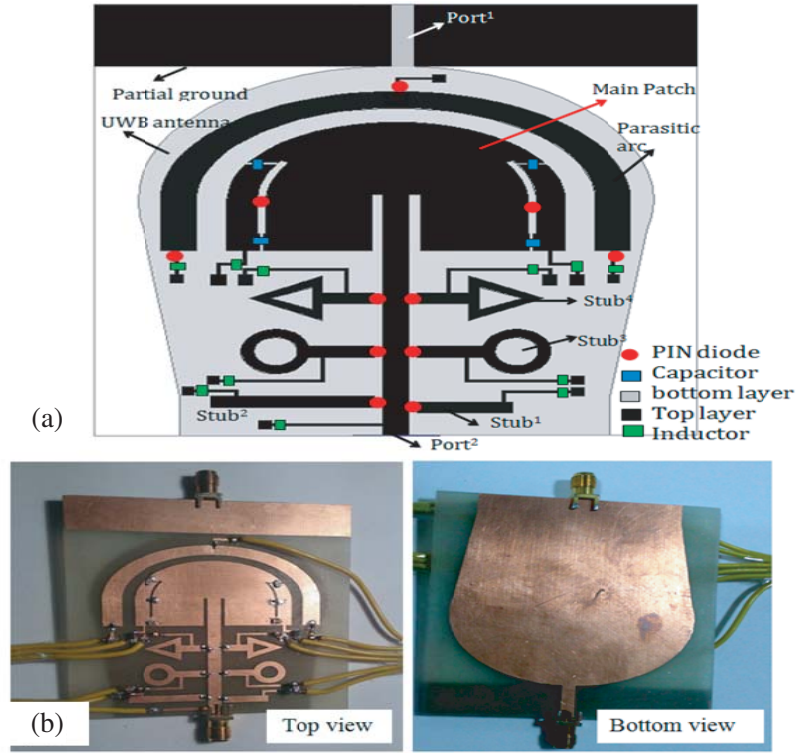 Port¹
Partial ground
UWB antenna
Main Patch
Parasitic
arc
Stub⁴
Stub³
PIN diode
Capacitor
bottom layer
Top layer
Inductor
Stub²
Stub¹
Port²
(a)
(b)
Top view
Bottom view